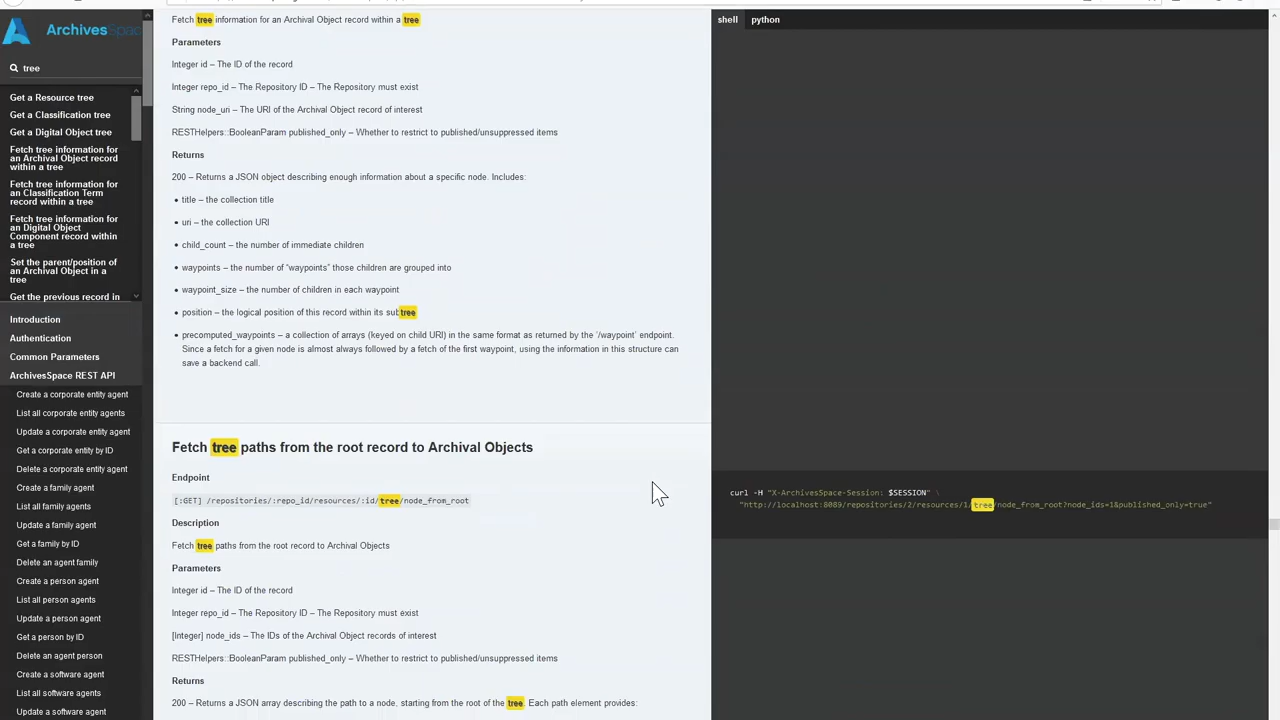 ArchivesSpac
tree
Get a Resource tree
Get a Classification tree
Get a Digital Object tree
Fetch tree information for
an Archival Object record
within a tree
Fetch tree information for
an Classification Term
record within a tree
Fetch tree information for
an Digital Object
Component record within
a tree
Set the parent/position of
an Archival Object in a
tree
Get the previous record in
Introduction
Authentication
Common Parameters
ArchivesSpace REST API
Create a corporate entity agent
List all corporate entity agents
Update a corporate entity agent
Get a corporate entity by ID
Delete a corporate entity agent
Create a family agent
List all family agents
Update a family agent
Get a family by ID
Delete an agent family
Create a person agent
List all person agents
Update a person agent
Get a person by ID
Delete an agent person
Create a software agent
List all software agents
Update a software agent
Fetch tree information for an Archival Object record within a tree
Parameters
Integer id – The ID of the record
Integer repo_id – The Repository ID – The Repository must exist
String node_uri – The URI of the Archival Object record of interest
RESTHelpers::BooleanParam published_only – Whether to restrict to published/unsuppressed items
Returns
200 – Returns a JSON object describing enough information about a specific node. Includes:
• title – the collection title
• uri – the collection URI
• child_count – the number of immediate children
• waypoints – the number of “waypoints” those children are grouped into
• waypoint_size – the number of children in each waypoint
• position – the logical position of this record within its subtree
• precomputed_waypoints – a collection of arrays (keyed on child URI) in the same format as returned by the ‘/waypoint’ endpoint.
Since a fetch for a given node is almost always followed by a fetch of the first waypoint, using the information in this structure can
save a backend call.
Fetch tree paths from the root record to Archival Objects
Endpoint
[:GET] /repositories/:repo_id/resources/:id/tree/node_from_root
Description
Fetch tree paths from the root record to Archival Objects
Parameters
Integer id – The ID of the record
Integer repo_id – The Repository ID – The Repository must exist
[Integer] node_ids – The IDs of the Archival Object records of interest
RESTHelpers::BooleanParam published_only – Whether to restrict to published/unsuppressed items
Returns
200 – Returns a JSON array describing the path to a node, starting from the root of the tree. Each path element provides:
shell python
curl -H "X-ArchivesSpace-Session: $SESSION" \
"http://localhost:8089/repositories/2/resources/1/tree/node_from_root?node_ids=1&published_only=true"